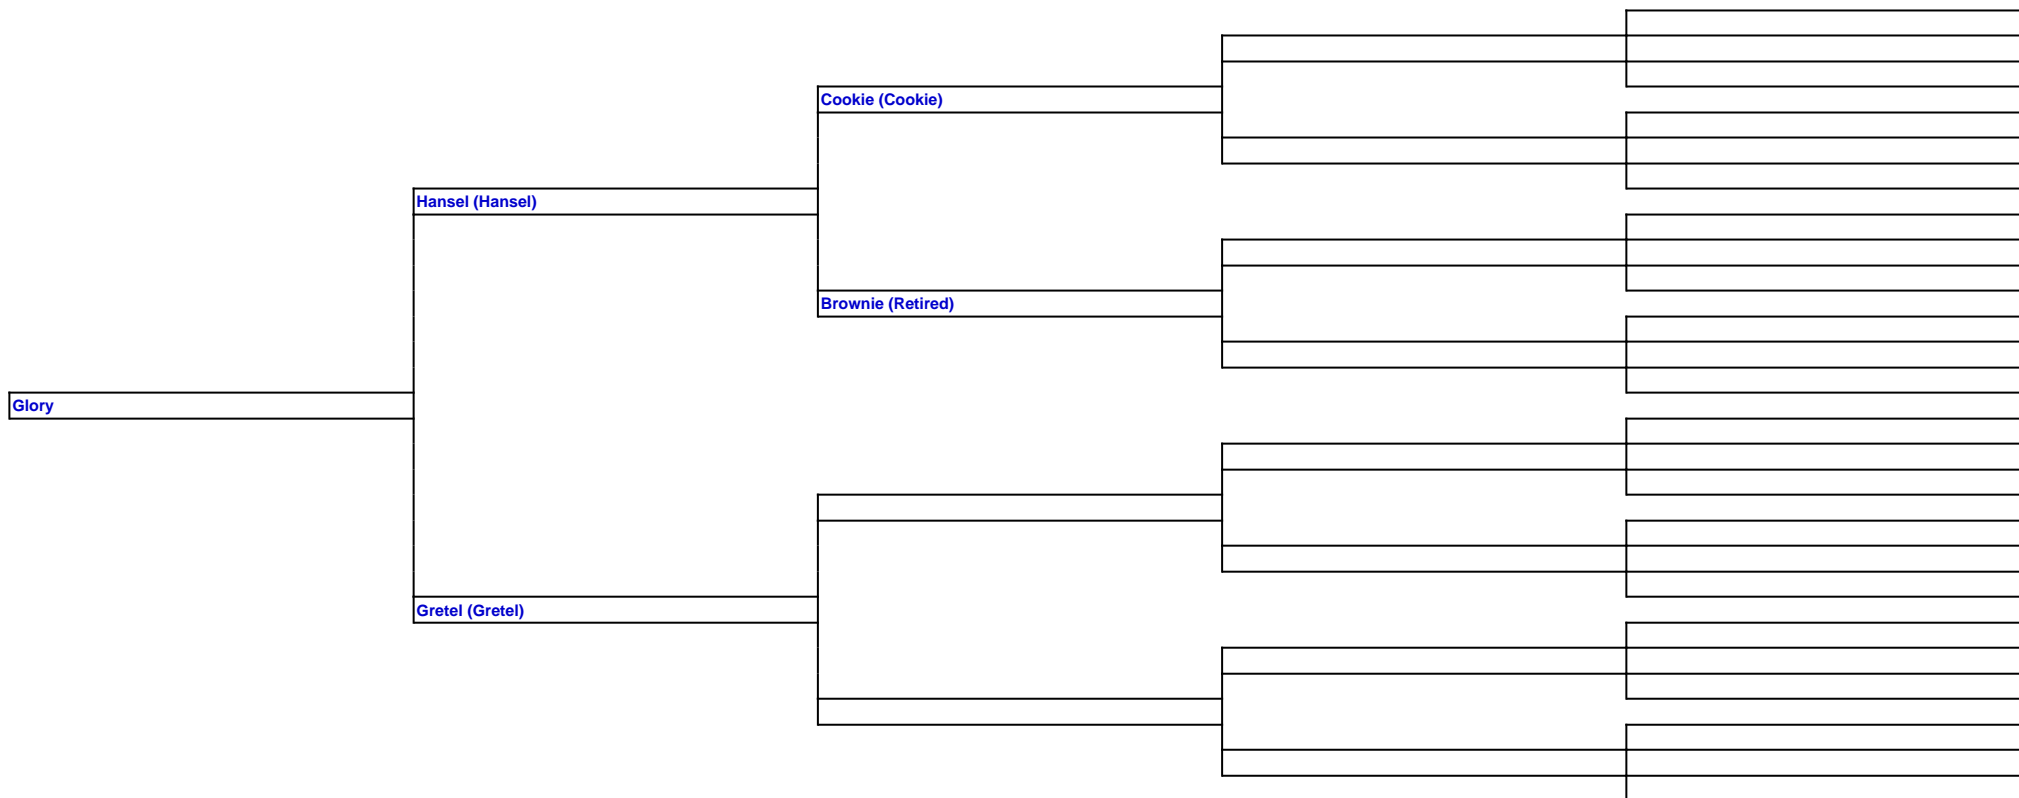 Cookie (Cookie)
Hansel (Hansel)
Brownie (Retired)
Glory
Gretel (Gretel)